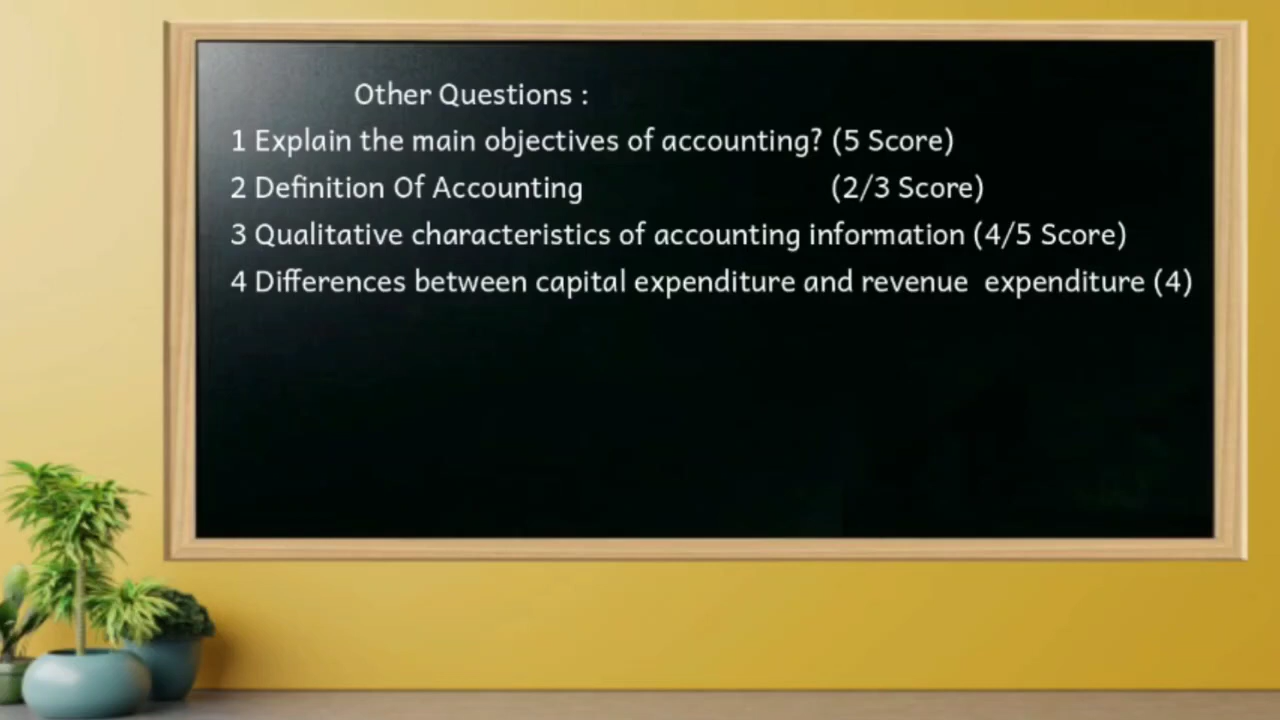 Other Questions :
1 Explain the main objectives of accounting? (5 Score)
2 Definition Of Accounting (2/3 Score)
3 Qualitative characteristics of accounting information (4/5 Score)
4 Differences between capital expenditure and revenue expenditure (4)